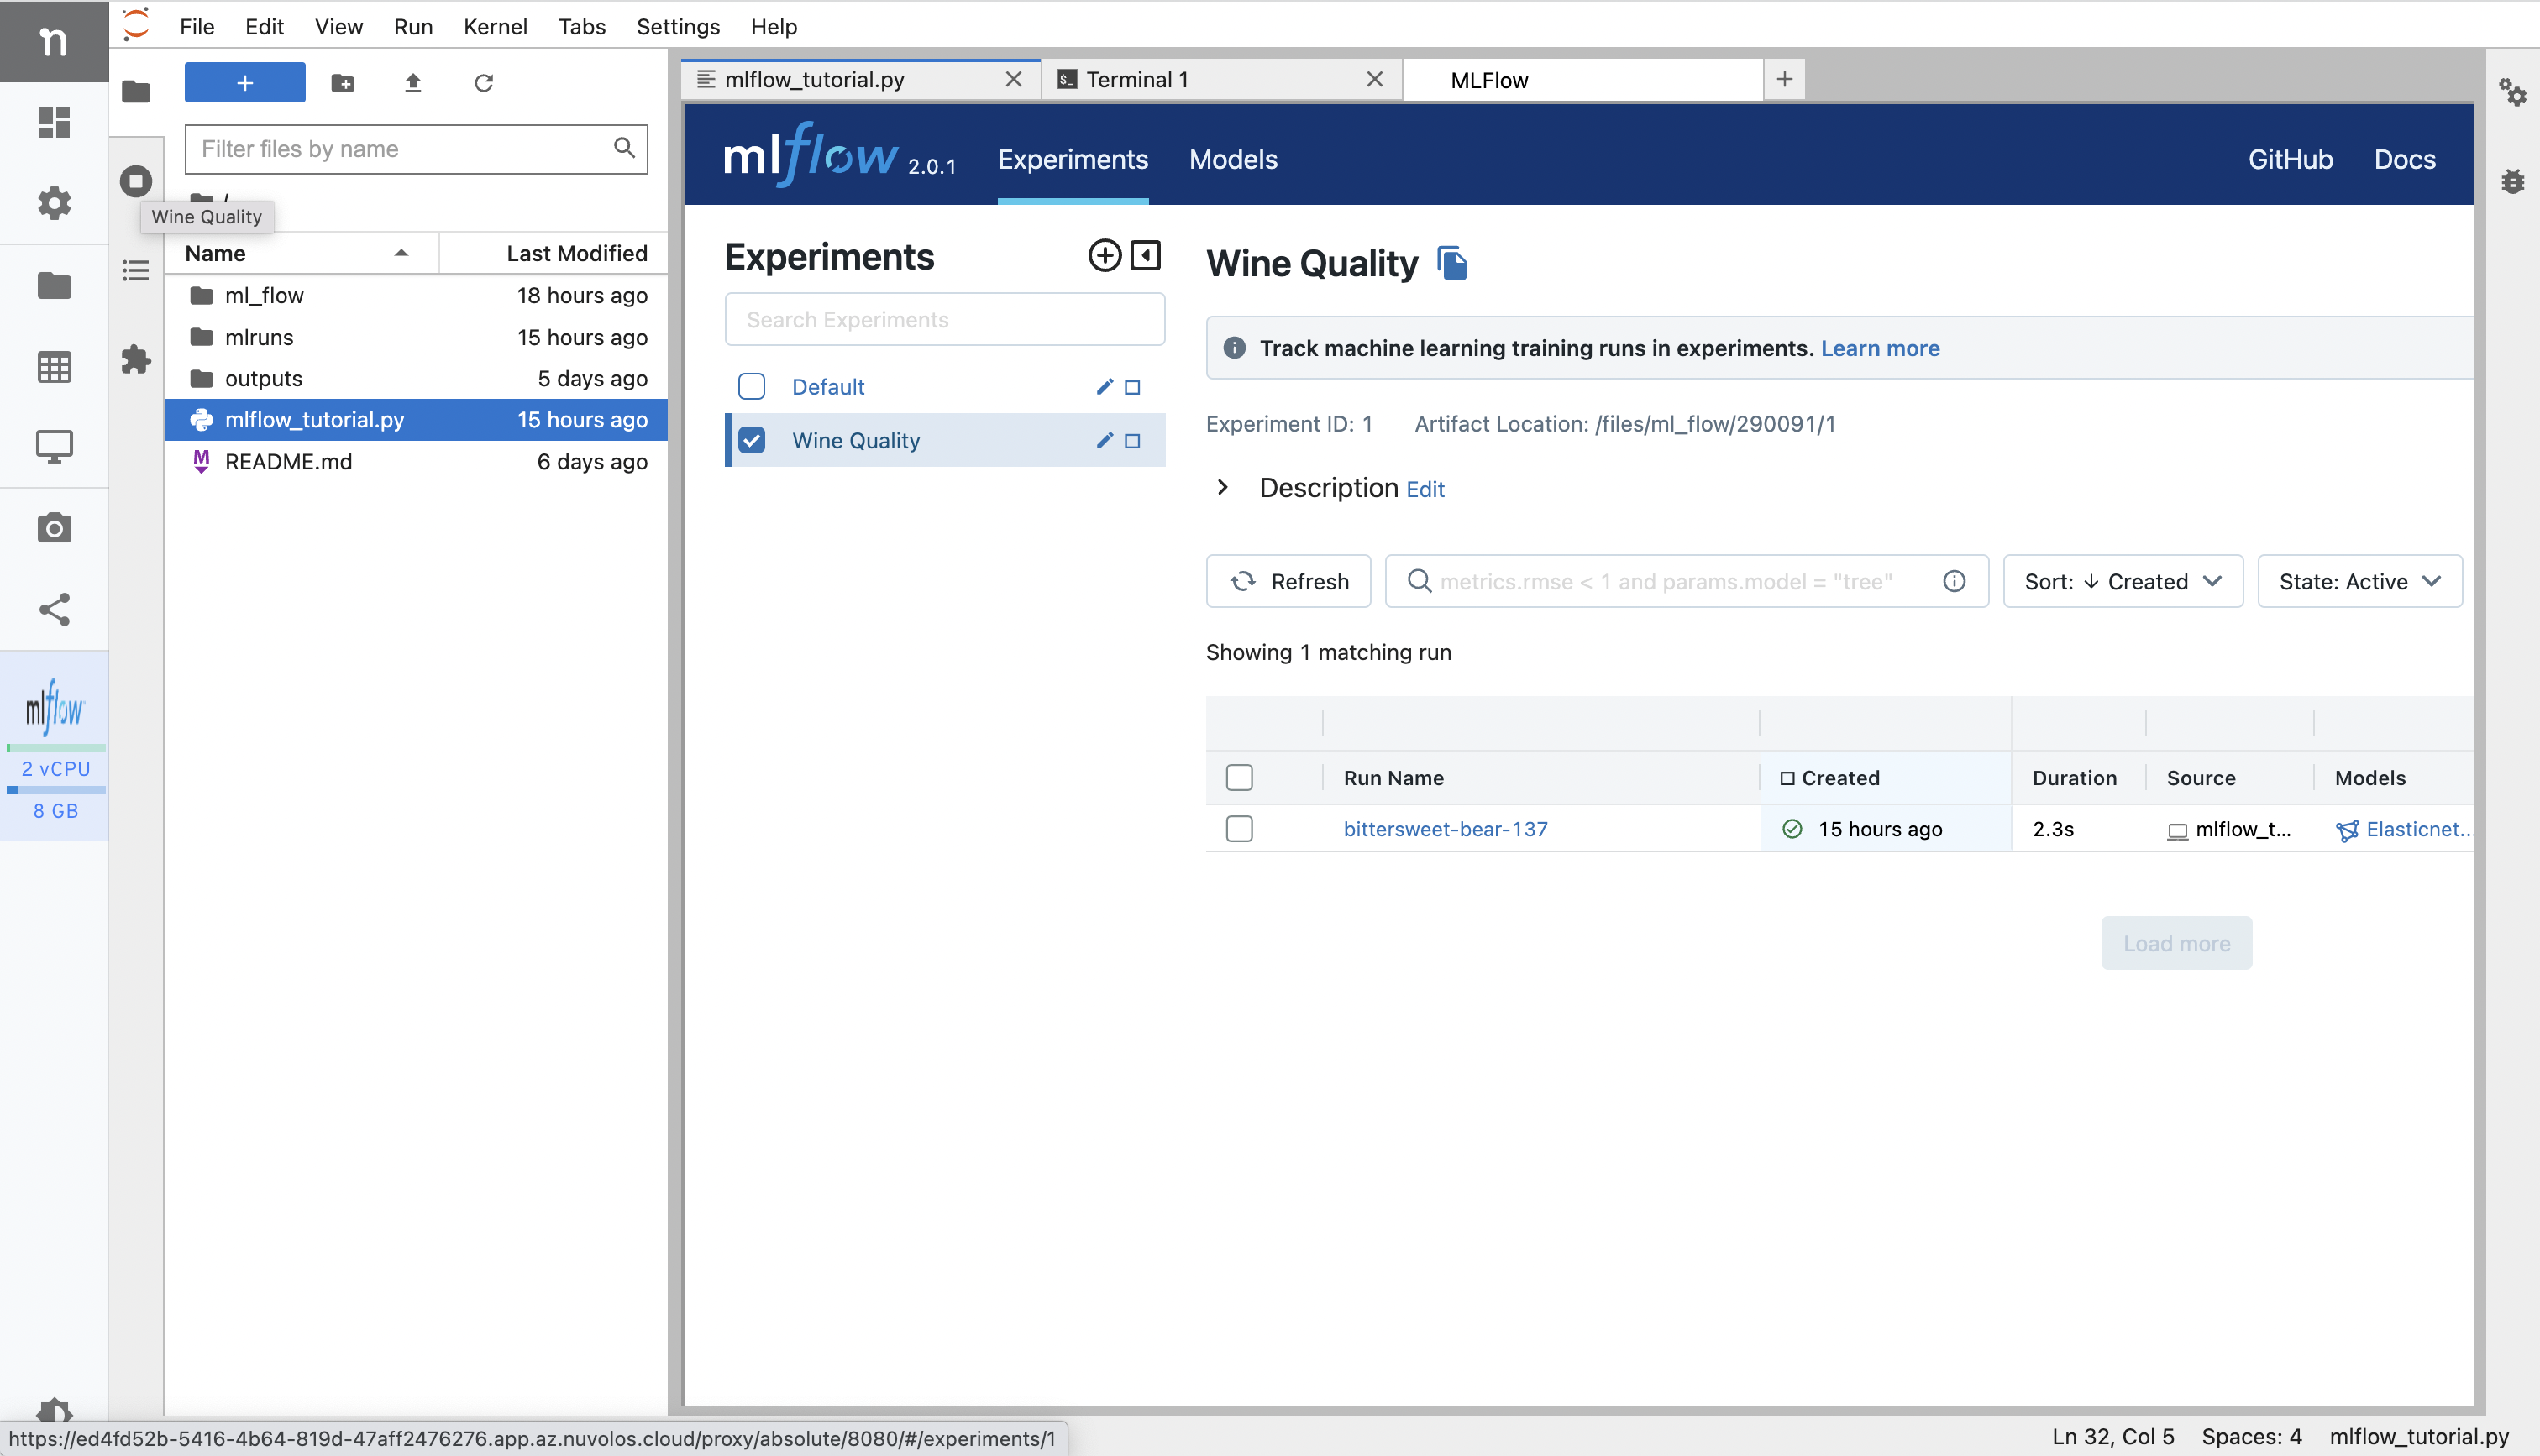 n
File Edit View Run Kernel Tabs Settings Help
+
mlflow_tutorial.py
Terminal 1
MLFlow
Filter files by name
/
Wine Quality
Name Last Modified
ml_flow 18 hours ago
mlruns 15 hours ago
outputs 5 days ago
mlflow_tutorial.py 15 hours ago
README.md 6 days ago
mlflow
2 vCPU
8 GB
mlflow 2.0.1 Experiments Models GitHub Docs
Experiments
Search Experiments
Default
Wine Quality
Wine Quality
Track machine learning training runs in experiments. Learn more
Experiment ID: 1 Artifact Location: /files/ml_flow/290091/1
Description Edit
Refresh metrics.rmse < 1 and params.model = "tree" Sort: ↓ Created State: Active
Showing 1 matching run
Run Name Created Duration Source Models
bittersweet-bear-137 15 hours ago 2.3s mlflow_t... Elasticnet...
Load more
https://ed4fd52b-5416-4b64-819d-47aff2476276.app.az.nuvolos.cloud/proxy/absolute/8080/#/experiments/1
Ln 32, Col 5 Spaces: 4 mlflow_tutorial.py